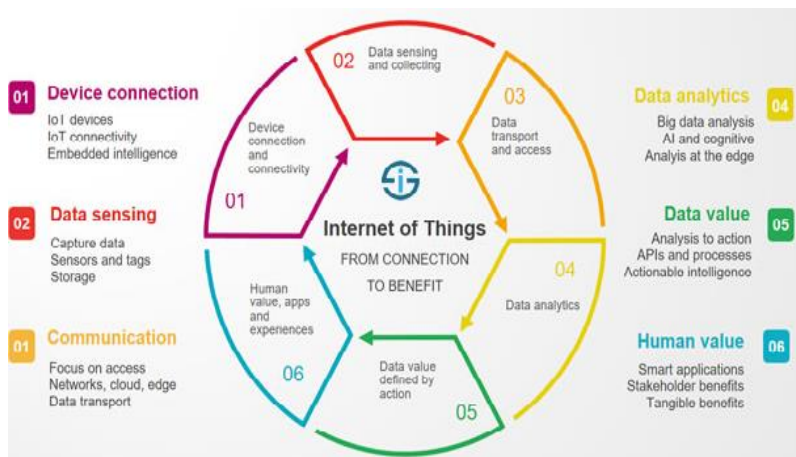 01 Device connection
IoT devices
IoT connectivity
Embedded intelligence
02 Data sensing
Capture data
Sensors and tags
Storage
01 Communication
Focus on access
Networks, cloud, edge
Data transport
01
Device
connection
and
connectivity
02
Data sensing
and collecting
03
Data
transport
and access
Internet of Things
FROM CONNECTION
TO BENEFIT
04
Data analytics
Data value
defined by
action
05
Human
value, apps
and
experiences
06
Data analytics 04
Big data analysis
AI and cognitive
Analyis at the edge
Data value 05
Analysis to action
APIs and processes
Actionable intelligence
Human value 06
Smart applications
Stakeholder benefits
Tangible benefits